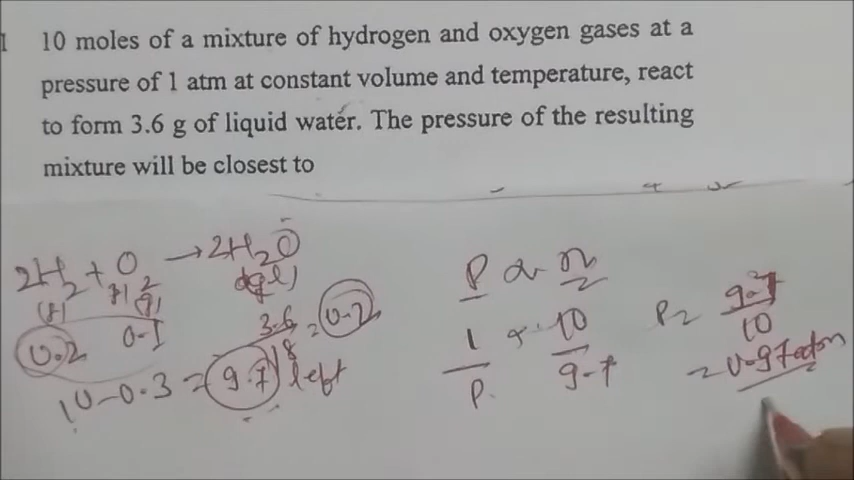 1 10 moles of a mixture of hydrogen and oxygen gases at a
pressure of 1 atm at constant volume and temperature, react
to form 3.6 g of liquid water. The pressure of the resulting
mixture will be closest to
2H2 + O2 → 2H2O
(g) (g)
0.2 0.1
3.6/18 = 0.2
10-0.3 = 9.7 left
P ∝ n
1/P 10/9.7
P = 9.7/10
= 0.97 atm